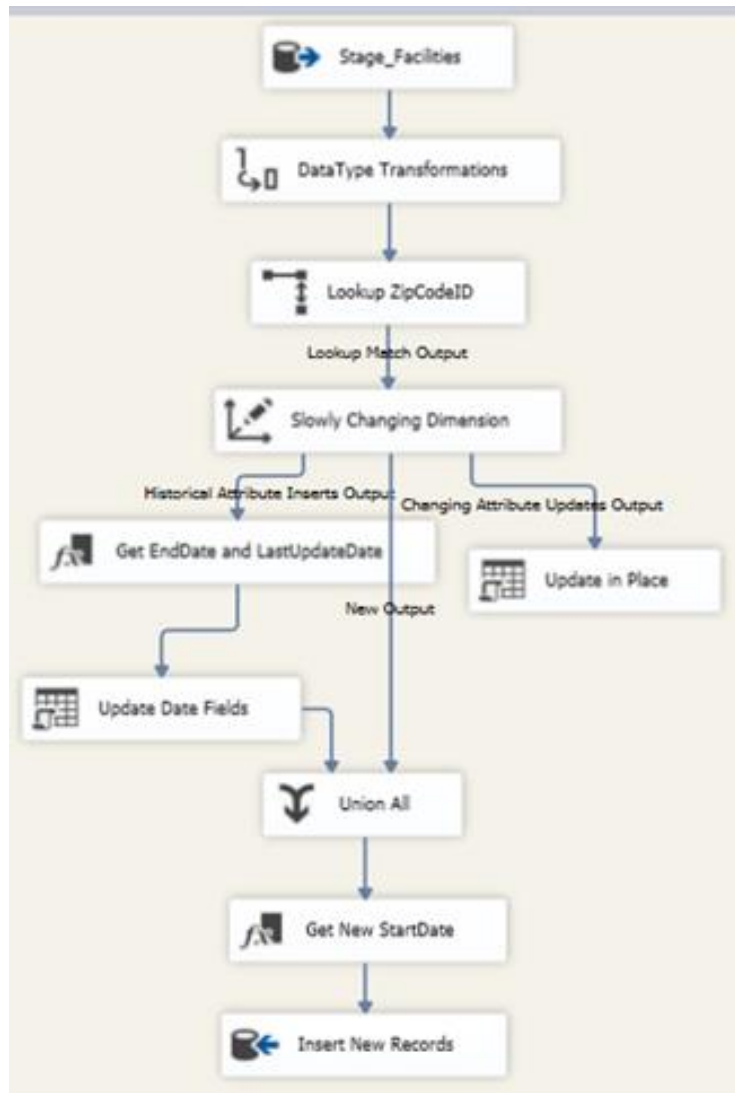 Stage_Facilities
DataType Transformations
Lookup ZipCodeID
Lookup Match Output
Slowly Changing Dimension
Historical Attribute Inserts Output
Changing Attribute Updates Output
Get EndDate and LastUpdateDate
Update in Place
New Output
Update Date Fields
Union All
Get New StartDate
Insert New Records